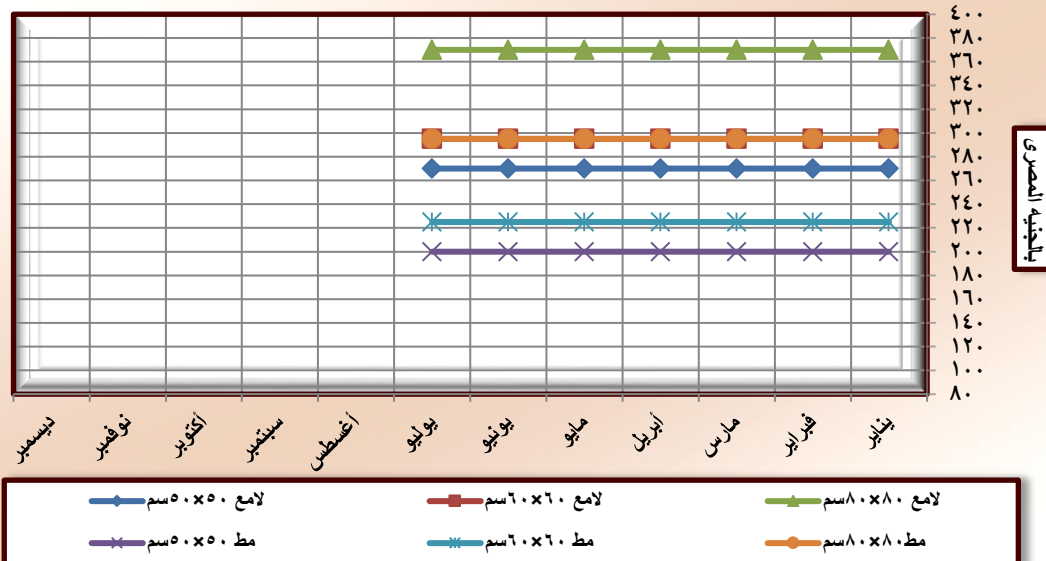 ٤٠٠
٣٨٠
٣٦٠
٣٤٠
٣٢٠
٣٠٠
٢٨٠
٢٦٠
٢٤٠
٢٢٠
٢٠٠
١٨٠
١٦٠
١٤٠
١٢٠
١٠٠
٨٠
بالجنيه المصرى
يناير
فبراير
مارس
أبريل
مايو
يونيو
يوليو
أغسطس
سبتمبر
أكتوبر
نوفمبر
ديسمبر
لامع ٨٠×٨٠سم
لامع ٦٠×٦٠سم
لامع ٥٠×٥٠سم
مط٨٠×٨٠سم
مط ٦٠×٦٠سم
مط ٥٠×٥٠سم